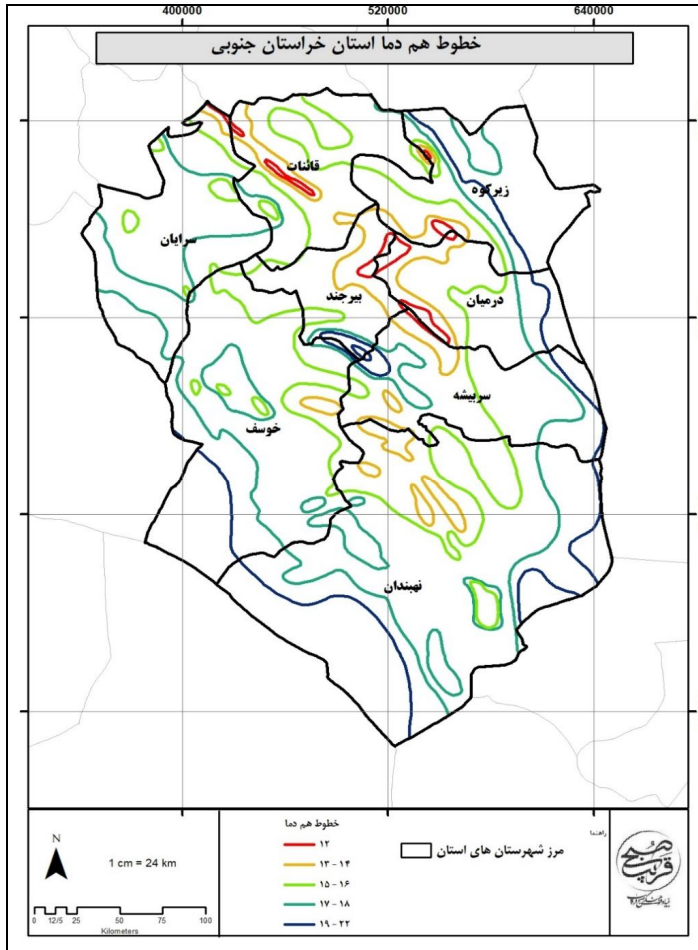 400000 520000 640000
خطوط هم دما استان خراستان جنوبی
قائنات
زیرکوه
سرایان
بیرجند
درمیان
سربیشه
خوسف
نهبندان
خطوط هم دما
۱۲
۱۳ - ۱۴
۱۵ - ۱۶
۱۷ - ۱۸
۱۹ - ۲۲
راهنما
مرز شهرستان های استان
N
1 cm = 24 km
0 12/5 25 50 75 100
Kilometers